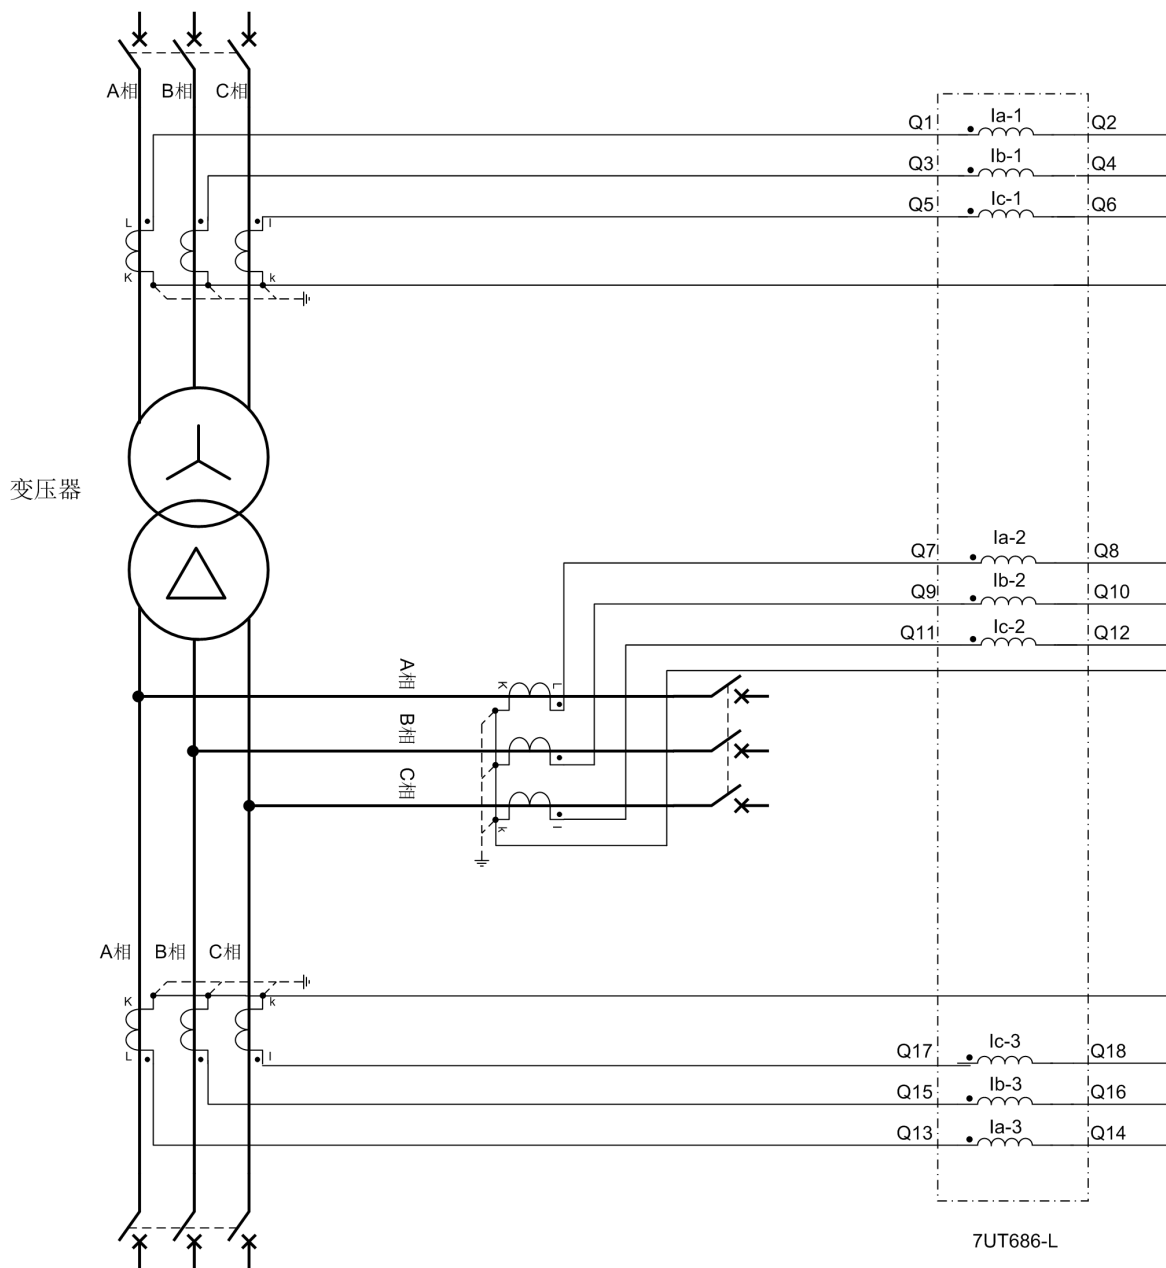 A相 B相 C相
Q1 Ia-1 Q2
Q3 Ib-1 Q4
Q5 Ic-1 Q6
L l
K k
变压器
Q7 Ia-2 Q8
Q9 Ib-2 Q10
Q11 Ic-2 Q12
A相 K L
B相
C相
k l
A相 B相 C相
K k
L l
Q17 Ic-3 Q18
Q15 Ib-3 Q16
Q13 Ia-3 Q14
7UT686-L